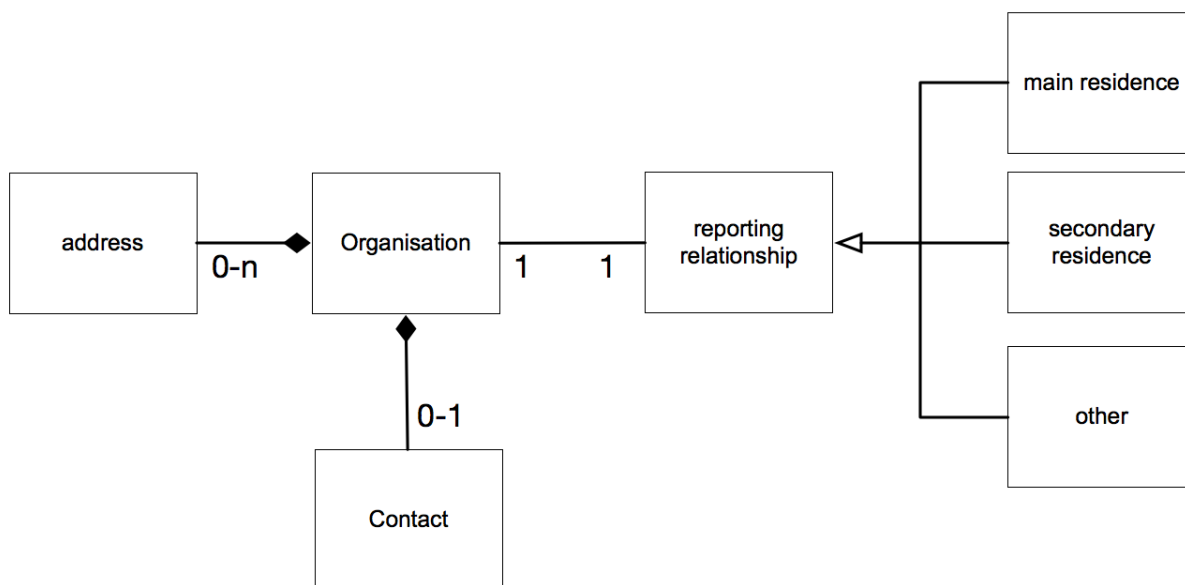 main residence
address
0-n
Organisation
1
1
reporting
relationship
secondary
residence
0-1
other
Contact